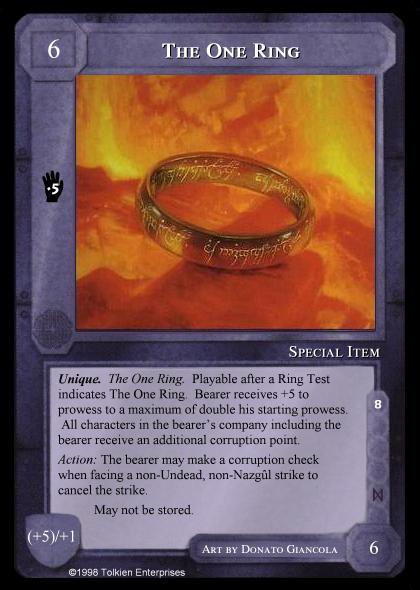 6
THE ONE RING
·5
SPECIAL ITEM
Unique. The One Ring. Playable after a Ring Test
indicates The One Ring. Bearer receives +5 to
prowess to a maximum of double his starting prowess.
All characters in the bearer's company including the
bearer receive an additional corruption point.
8
Action: The bearer may make a corruption check
when facing a non-Undead, non-Nazgûl strike to
cancel the strike.
May not be stored.
(+5)/+1
ART BY DONATO GIANCOLA
6
©1998 Tolkien Enterprises